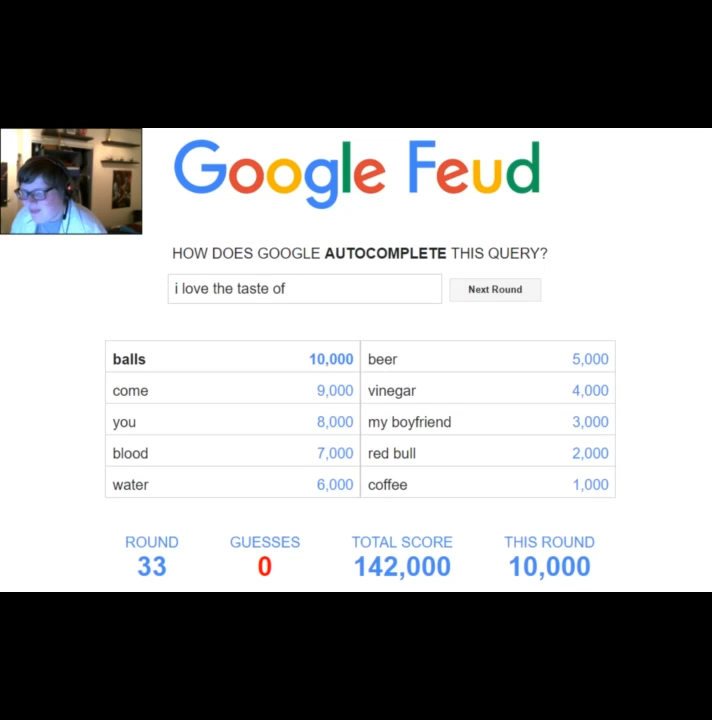 Google Feud
HOW DOES GOOGLE AUTOCOMPLETE THIS QUERY?
i love the taste of
Next Round
balls 10,000 beer 5,000
come 9,000 vinegar 4,000
you 8,000 my boyfriend 3,000
blood 7,000 red bull 2,000
water 6,000 coffee 1,000
ROUND GUESSES TOTAL SCORE THIS ROUND
33 0 142,000 10,000